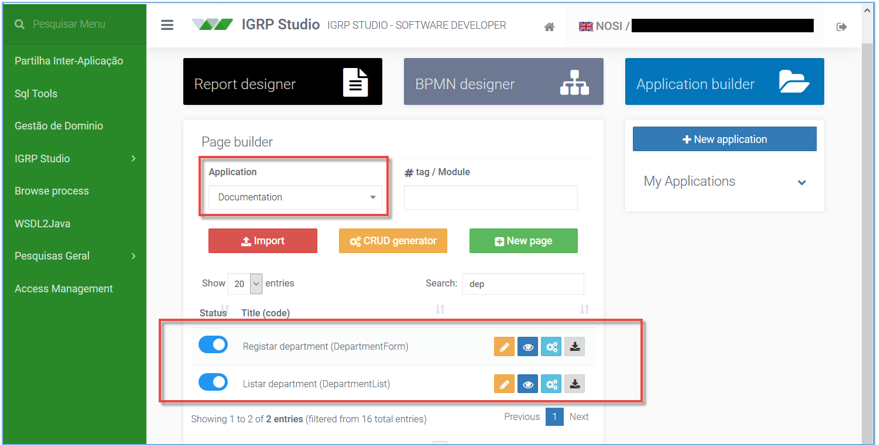 Pesquisar Menu
IGRP Studio IGRP STUDIO - SOFTWARE DEVELOPER
NOSI /
Partilha Inter-Aplicação
Sql Tools
Gestão de Dominio
IGRP Studio
Browse process
WSDL2Java
Pesquisas Geral
Access Management
Report designer
BPMN designer
Application builder
Page builder
Application
# tag / Module
Documentation
Import
CRUD generator
New page
Show 20 entries
Search: dep
Status Title (code)
Registar department (DepartmentForm)
Listar department (DepartmentList)
Showing 1 to 2 of 2 entries (filtered from 16 total entries)
Previous 1 Next
New application
My Applications